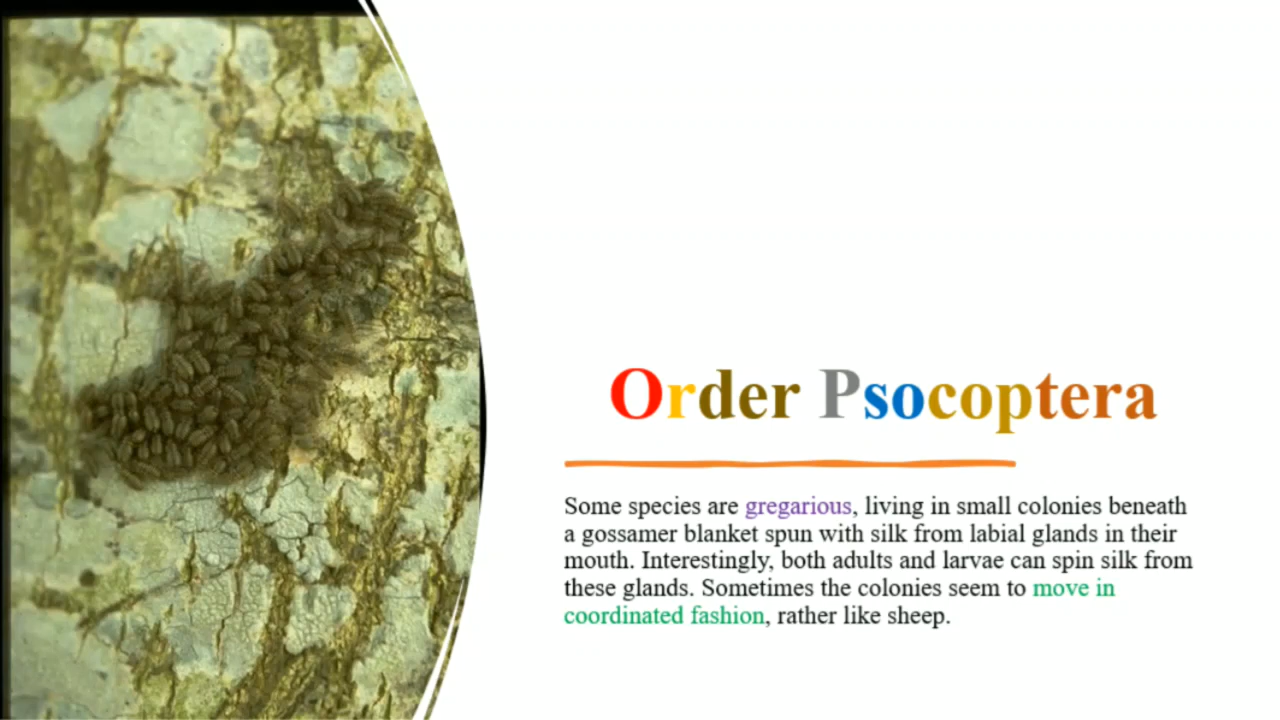 Order Psocoptera
Some species are gregarious, living in small colonies beneath
a gossamer blanket spun with silk from labial glands in their
mouth. Interestingly, both adults and larvae can spin silk from
these glands. Sometimes the colonies seem to move in
coordinated fashion, rather like sheep.